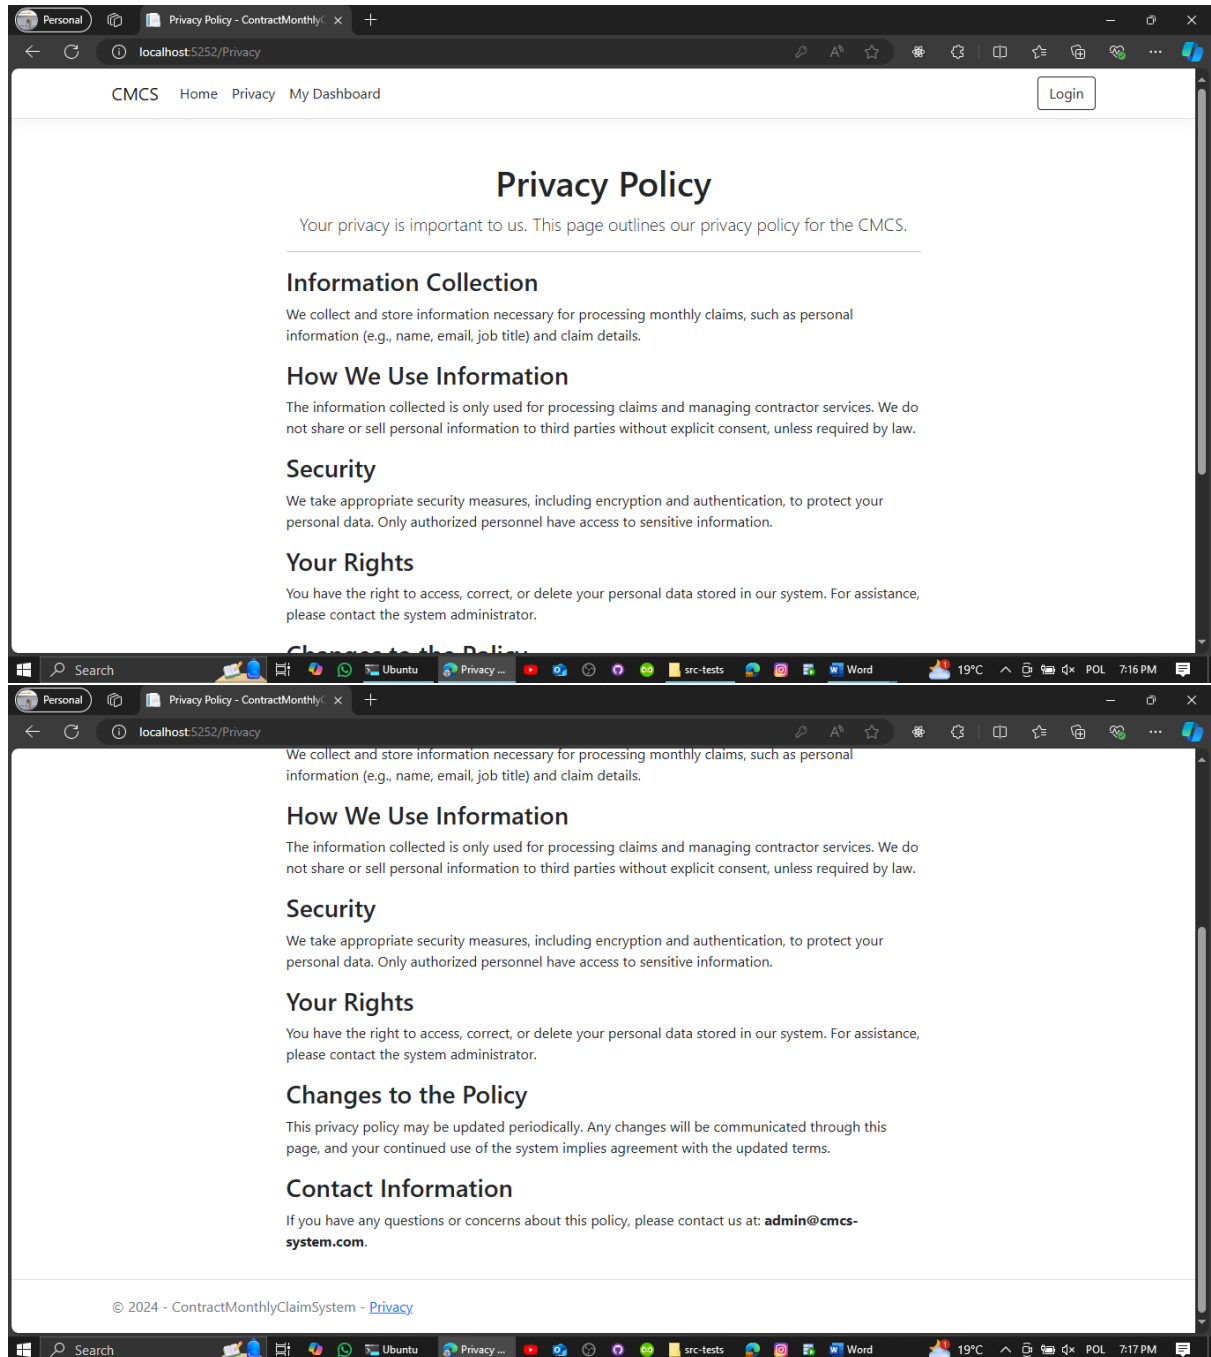 Personal
Privacy Policy - ContractMonthlyC
localhost:5252/Privacy
CMCS Home Privacy My Dashboard Login
Privacy Policy
Your privacy is important to us. This page outlines our privacy policy for the CMCS.
Information Collection
We collect and store information necessary for processing monthly claims, such as personal
information (e.g., name, email, job title) and claim details.
How We Use Information
The information collected is only used for processing claims and managing contractor services. We do
not share or sell personal information to third parties without explicit consent, unless required by law.
Security
We take appropriate security measures, including encryption and authentication, to protect your
personal data. Only authorized personnel have access to sensitive information.
Your Rights
You have the right to access, correct, or delete your personal data stored in our system. For assistance,
please contact the system administrator.
Changes to the Policy
Search Ubuntu Privacy ... src-tests Word 19°C POL 7:16 PM
Personal
Privacy Policy - ContractMonthlyC
localhost:5252/Privacy
We collect and store information necessary for processing monthly claims, such as personal
information (e.g., name, email, job title) and claim details.
How We Use Information
The information collected is only used for processing claims and managing contractor services. We do
not share or sell personal information to third parties without explicit consent, unless required by law.
Security
We take appropriate security measures, including encryption and authentication, to protect your
personal data. Only authorized personnel have access to sensitive information.
Your Rights
You have the right to access, correct, or delete your personal data stored in our system. For assistance,
please contact the system administrator.
Changes to the Policy
This privacy policy may be updated periodically. Any changes will be communicated through this
page, and your continued use of the system implies agreement with the updated terms.
Contact Information
If you have any questions or concerns about this policy, please contact us at: admin@cmcs-
system.com.
© 2024 - ContractMonthlyClaimSystem - Privacy
Search Ubuntu Privacy ... src-tests Word 19°C POL 7:17 PM